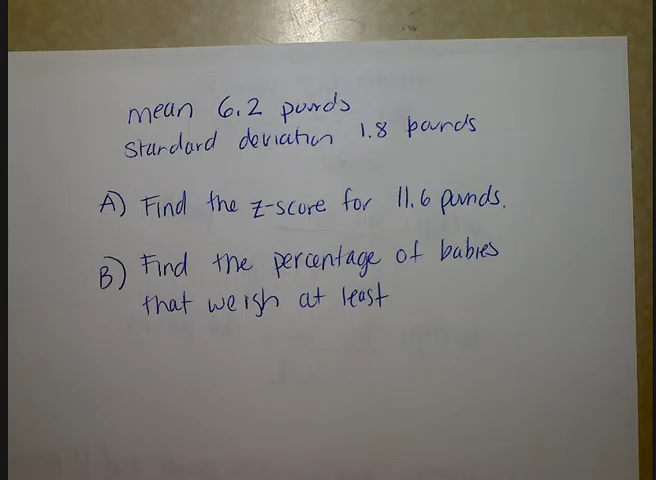 mean 6.2 pounds
standard deviation 1.8 pounds
A) Find the z-score for 11.6 pounds.
B) Find the percentage of babies
that weigh at least